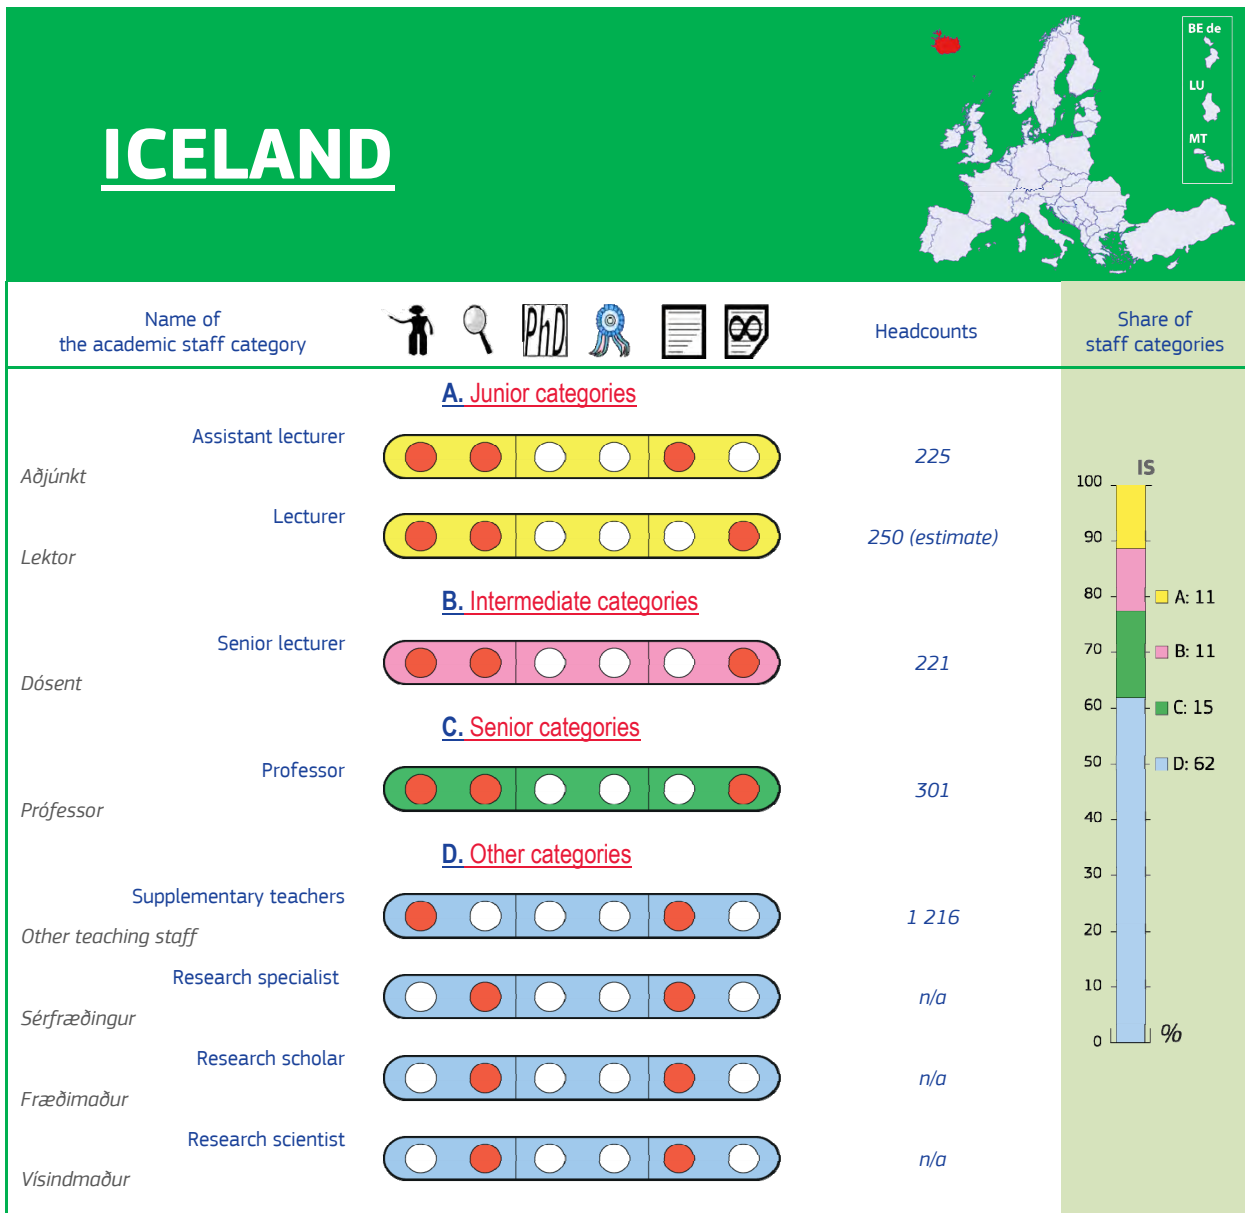 BE de
LU
MT
ICELAND
Name of
the academic staff category
PhD
Headcounts
Share of
staff categories
A. Junior categories
Assistant lecturer
Aðjúnkt
225
Lecturer
Lektor
250 (estimate)
B. Intermediate categories
Senior lecturer
Dósent
221
C. Senior categories
Professor
Prófessor
301
D. Other categories
Supplementary teachers
Other teaching staff
1 216
Research specialist
Sérfræðingur
n/a
Research scholar
Fræðimaður
n/a
Research scientist
Vísindmaður
n/a
IS
100
90
80
70
60
50
40
30
20
10
0
%
A: 11
B: 11
C: 15
D: 62